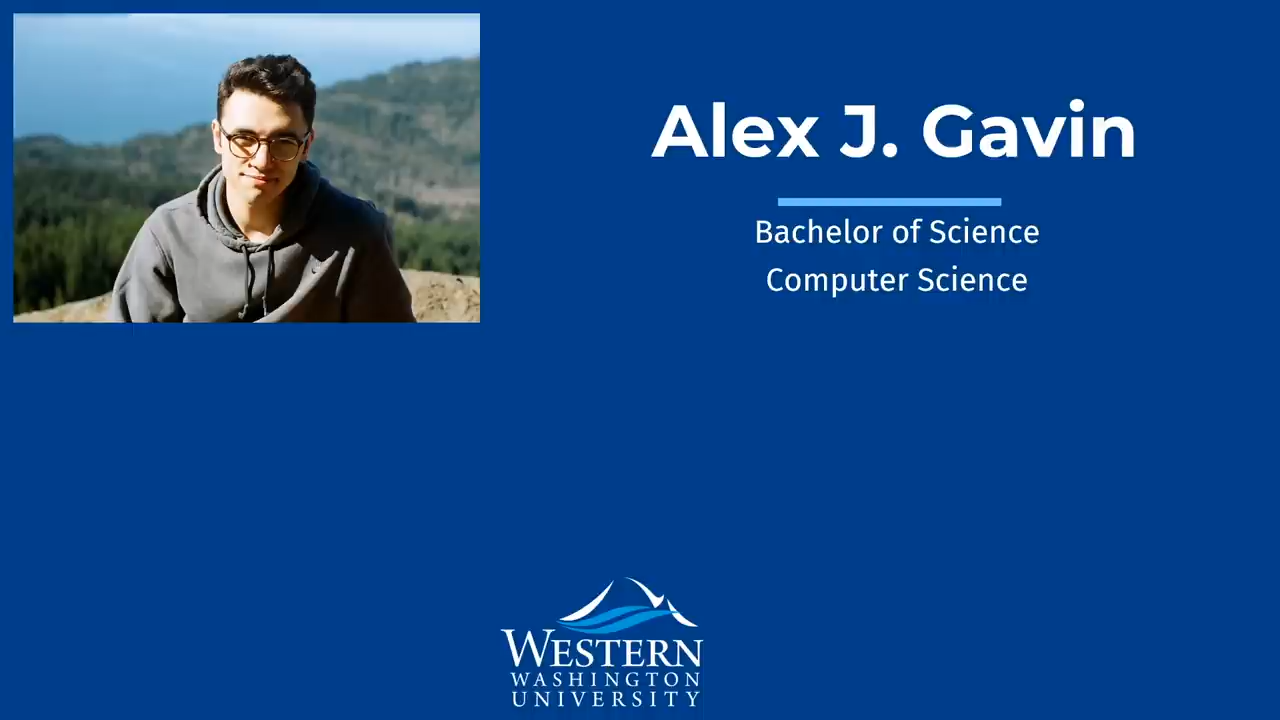 Alex J. Gavin
Bachelor of Science
Computer Science
WESTERN
WASHINGTON
UNIVERSITY